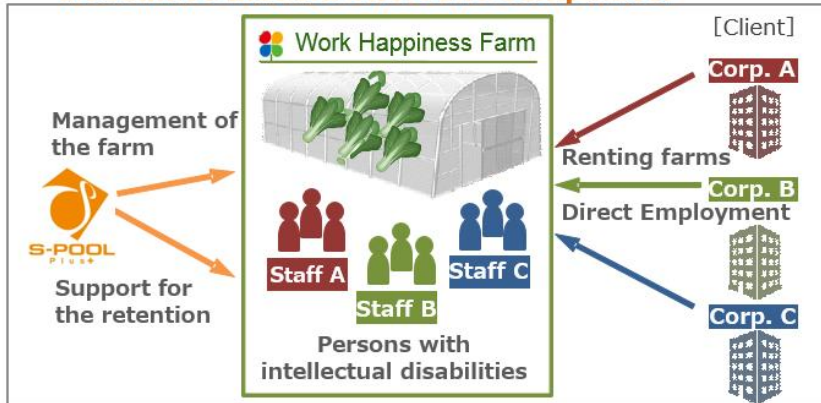 [Client]
Work Happiness Farm
Corp. A
Management of
the farm
Renting farms
Corp. B
Direct Employment
S-POOL
Plus+
Staff A
Staff B
Staff C
Support for
the retention
Corp. C
Persons with
intellectual disabilities